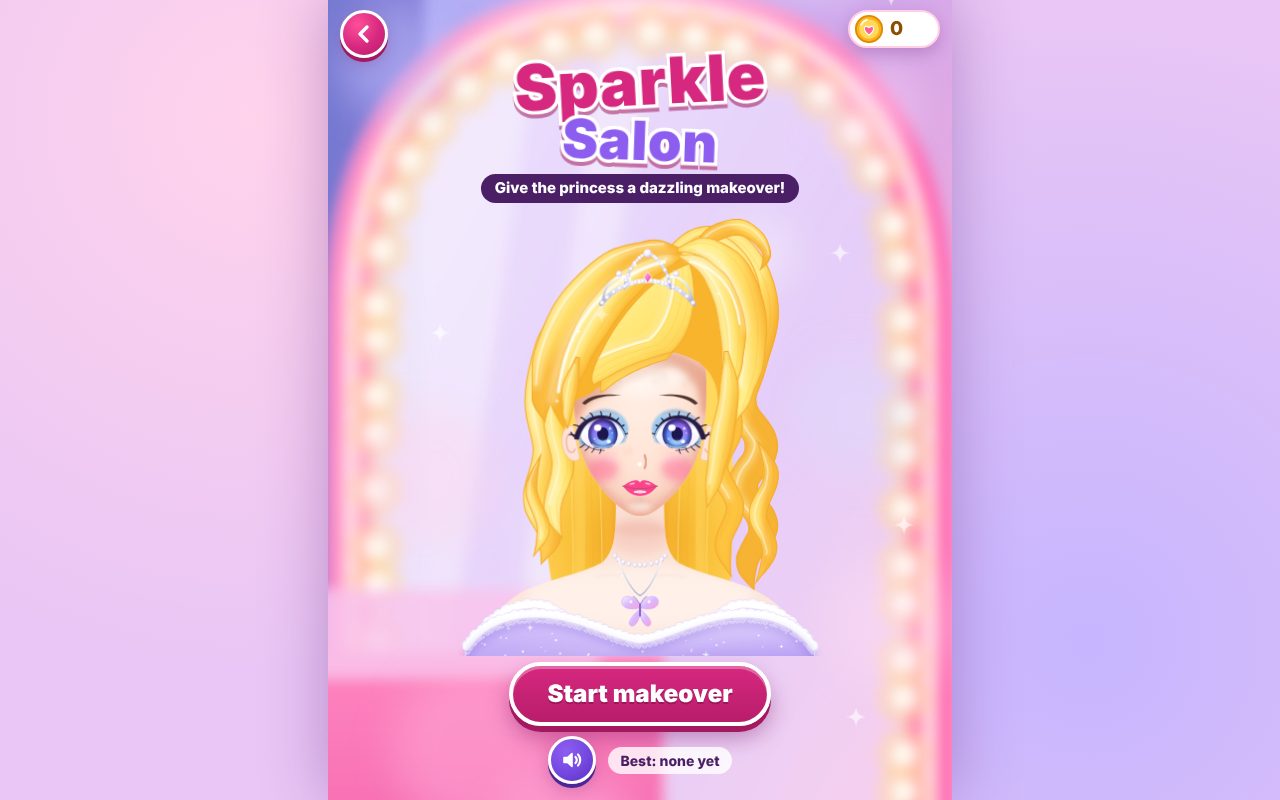 0
Sparkle
Salon
Give the princess a dazzling makeover!
Start makeover
Best: none yet